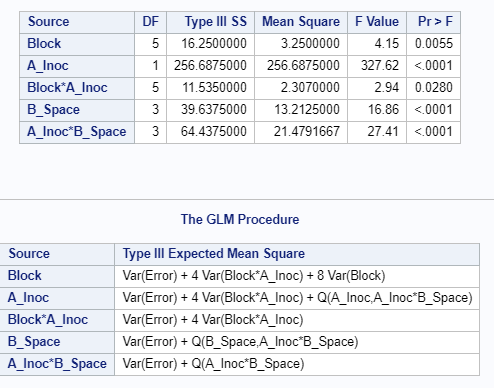 Source DF Type III SS Mean Square F Value Pr > F
Block 5 16.2500000 3.2500000 4.15 0.0055
A_Inoc 1 256.6875000 256.6875000 327.62 <.0001
Block*A_Inoc 5 11.5350000 2.3070000 2.94 0.0280
B_Space 3 39.6375000 13.2125000 16.86 <.0001
A_Inoc*B_Space 3 64.4375000 21.4791667 27.41 <.0001
The GLM Procedure
Source Type III Expected Mean Square
Block Var(Error) + 4 Var(Block*A_Inoc) + 8 Var(Block)
A_Inoc Var(Error) + 4 Var(Block*A_Inoc) + Q(A_Inoc,A_Inoc*B_Space)
Block*A_Inoc Var(Error) + 4 Var(Block*A_Inoc)
B_Space Var(Error) + Q(B_Space,A_Inoc*B_Space)
A_Inoc*B_Space Var(Error) + Q(A_Inoc*B_Space)